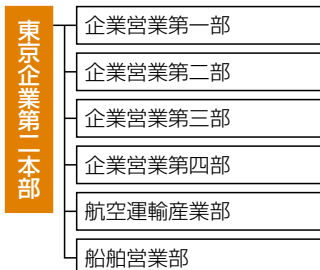 東京企業第二本部
企業営業第一部
企業営業第二部
企業営業第三部
企業営業第四部
航空運輸産業部
船舶営業部